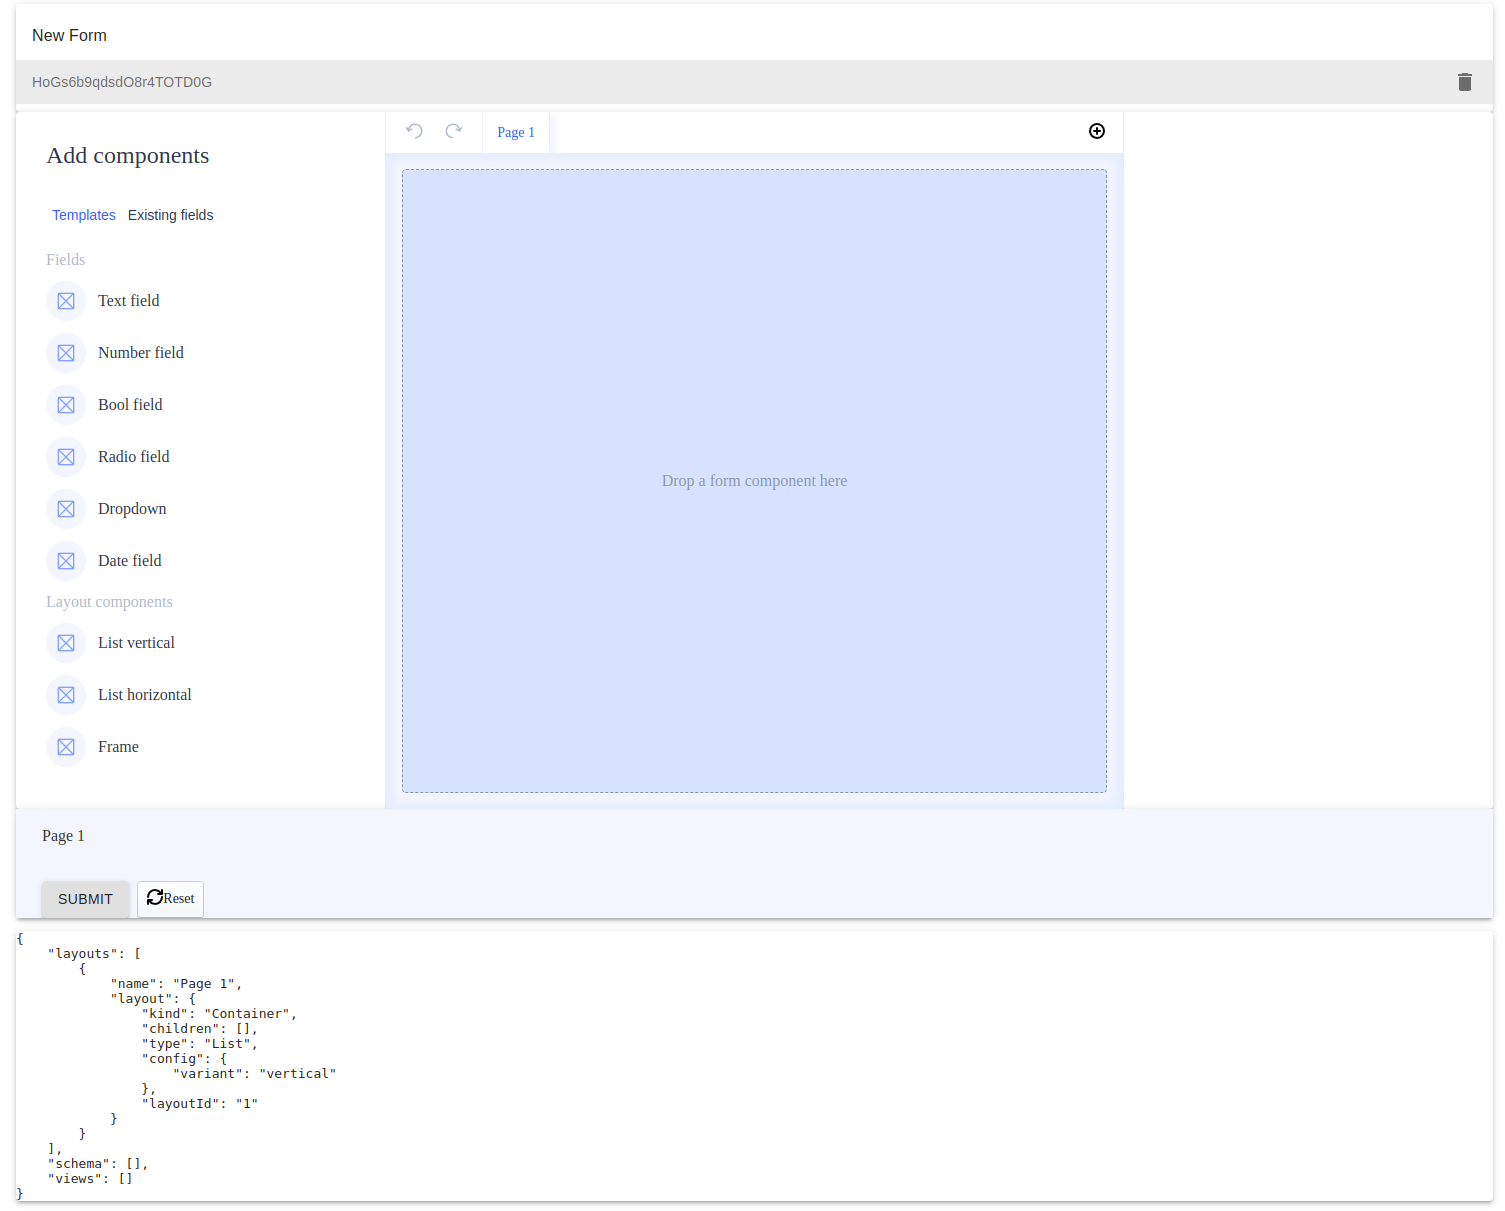 New Form
HoGs6b9qdsdO8r4TOTD0G
Add components
Templates Existing fields
Fields
Text field
Number field
Bool field
Radio field
Dropdown
Date field
Layout components
List vertical
List horizontal
Frame
Page 1
Drop a form component here
Page 1
SUBMIT Reset
{
    "layouts": [
        {
            "name": "Page 1",
            "layout": {
                "kind": "Container",
                "children": [],
                "type": "List",
                "config": {
                    "variant": "vertical"
                },
                "layoutId": "1"
            }
        }
    ],
    "schema": [],
    "views": []
}